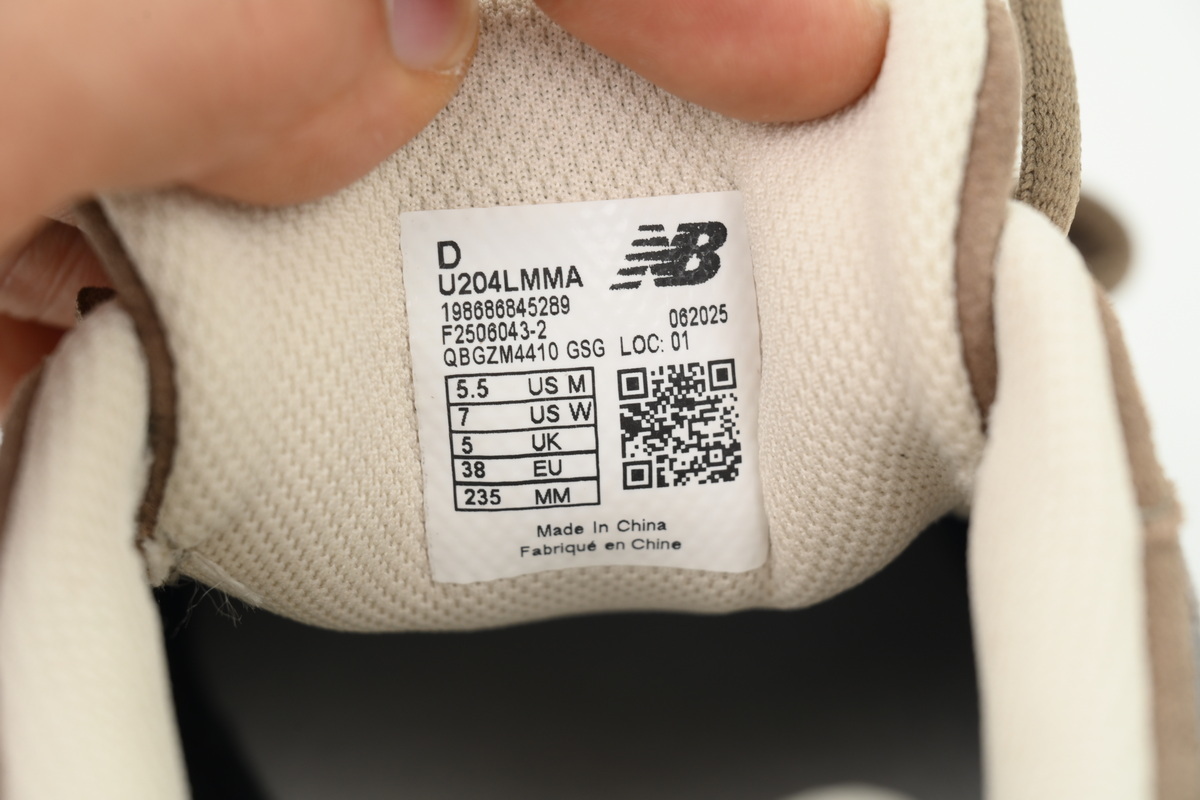 D
NB
U204LMMA
198686845289
F2506043-2
062025
QBGZM4410 GSG LOC: 01
5.5 US M
7 US W
5 UK
38 EU
235 MM
Made In China
Fabriqué en Chine